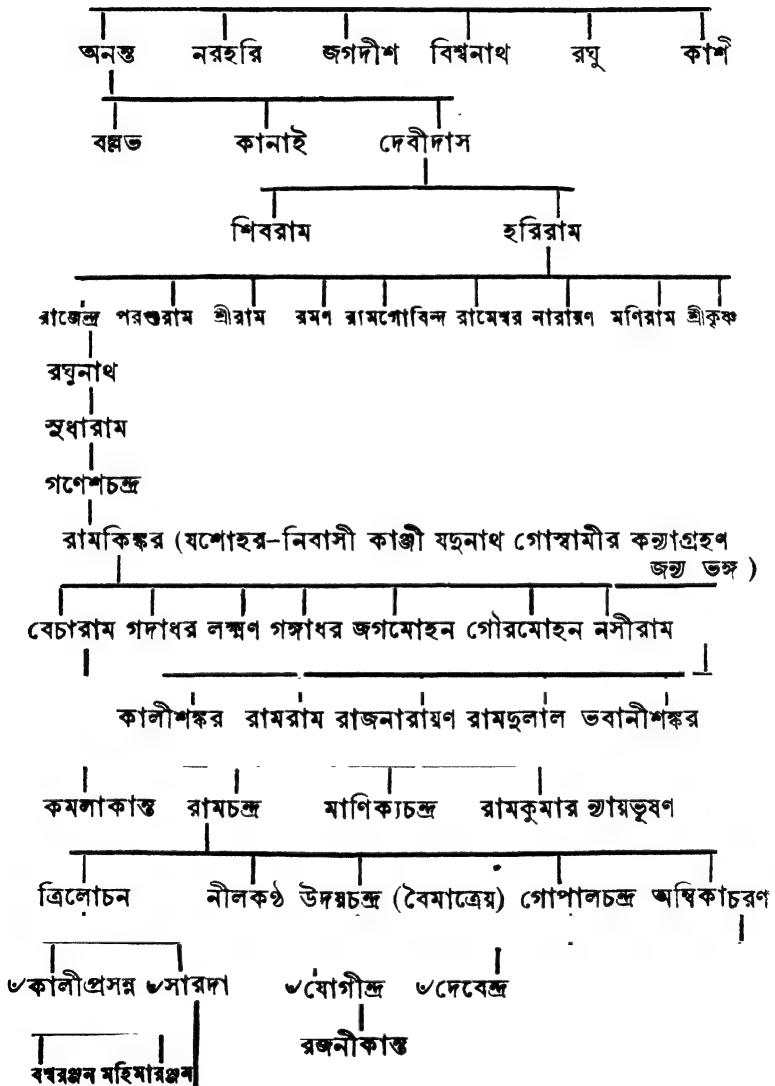 অনন্ত নরহরি জগদীশ বিশ্বনাথ রঘু কাশী
বল্লভ কানাই দেবীদাস
শিবরাম হরিরাম
রাজেন্দ্র পরশুরাম শ্রীরাম রমণ রামগোবিন্দ রামেশ্বর নারায়ণ মণিরাম শ্রীকৃষ্ণ
রঘুনাথ
সুধারাম
গণেশচন্দ্র
রামকিঙ্কর (যশোহর-নিবাসী কাঞ্জী যদুনাথ গোস্বামীর কন্যাগ্রহণ
জন্য ভঙ্গ )
বেচারাম গদাধর লক্ষ্মণ গঙ্গাধর জগমোহন গৌরমোহন নসীরাম
কালীশঙ্কর রামরাম রাজনারায়ণ রামদুলাল ভবানীশঙ্কর
কমলাকান্ত রামচন্দ্র মাণিক্যচন্দ্র রামকুমার ন্যায়ভূষণ
ত্রিলোচন নীলকণ্ঠ উদয়চন্দ্র (বৈমাত্রেয়) গোপালচন্দ্র অম্বিকাচরণ
৺কালীপ্রসন্ন ৺সারদা ৺যোগীন্দ্র ৺দেবেন্দ্র
রজনীকান্ত
মহিমারঞ্জন